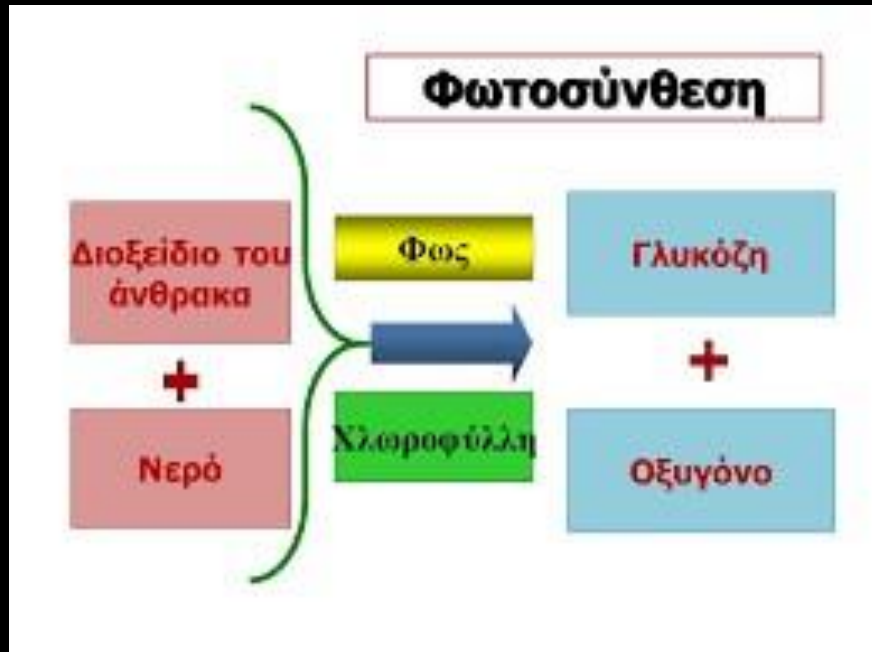 Φωτοσύνθεση
Διοξείδιο του
άνθρακα
+
Νερό
Φως
Χλωροφύλλη
Γλυκόζη
+
Οξυγόνο